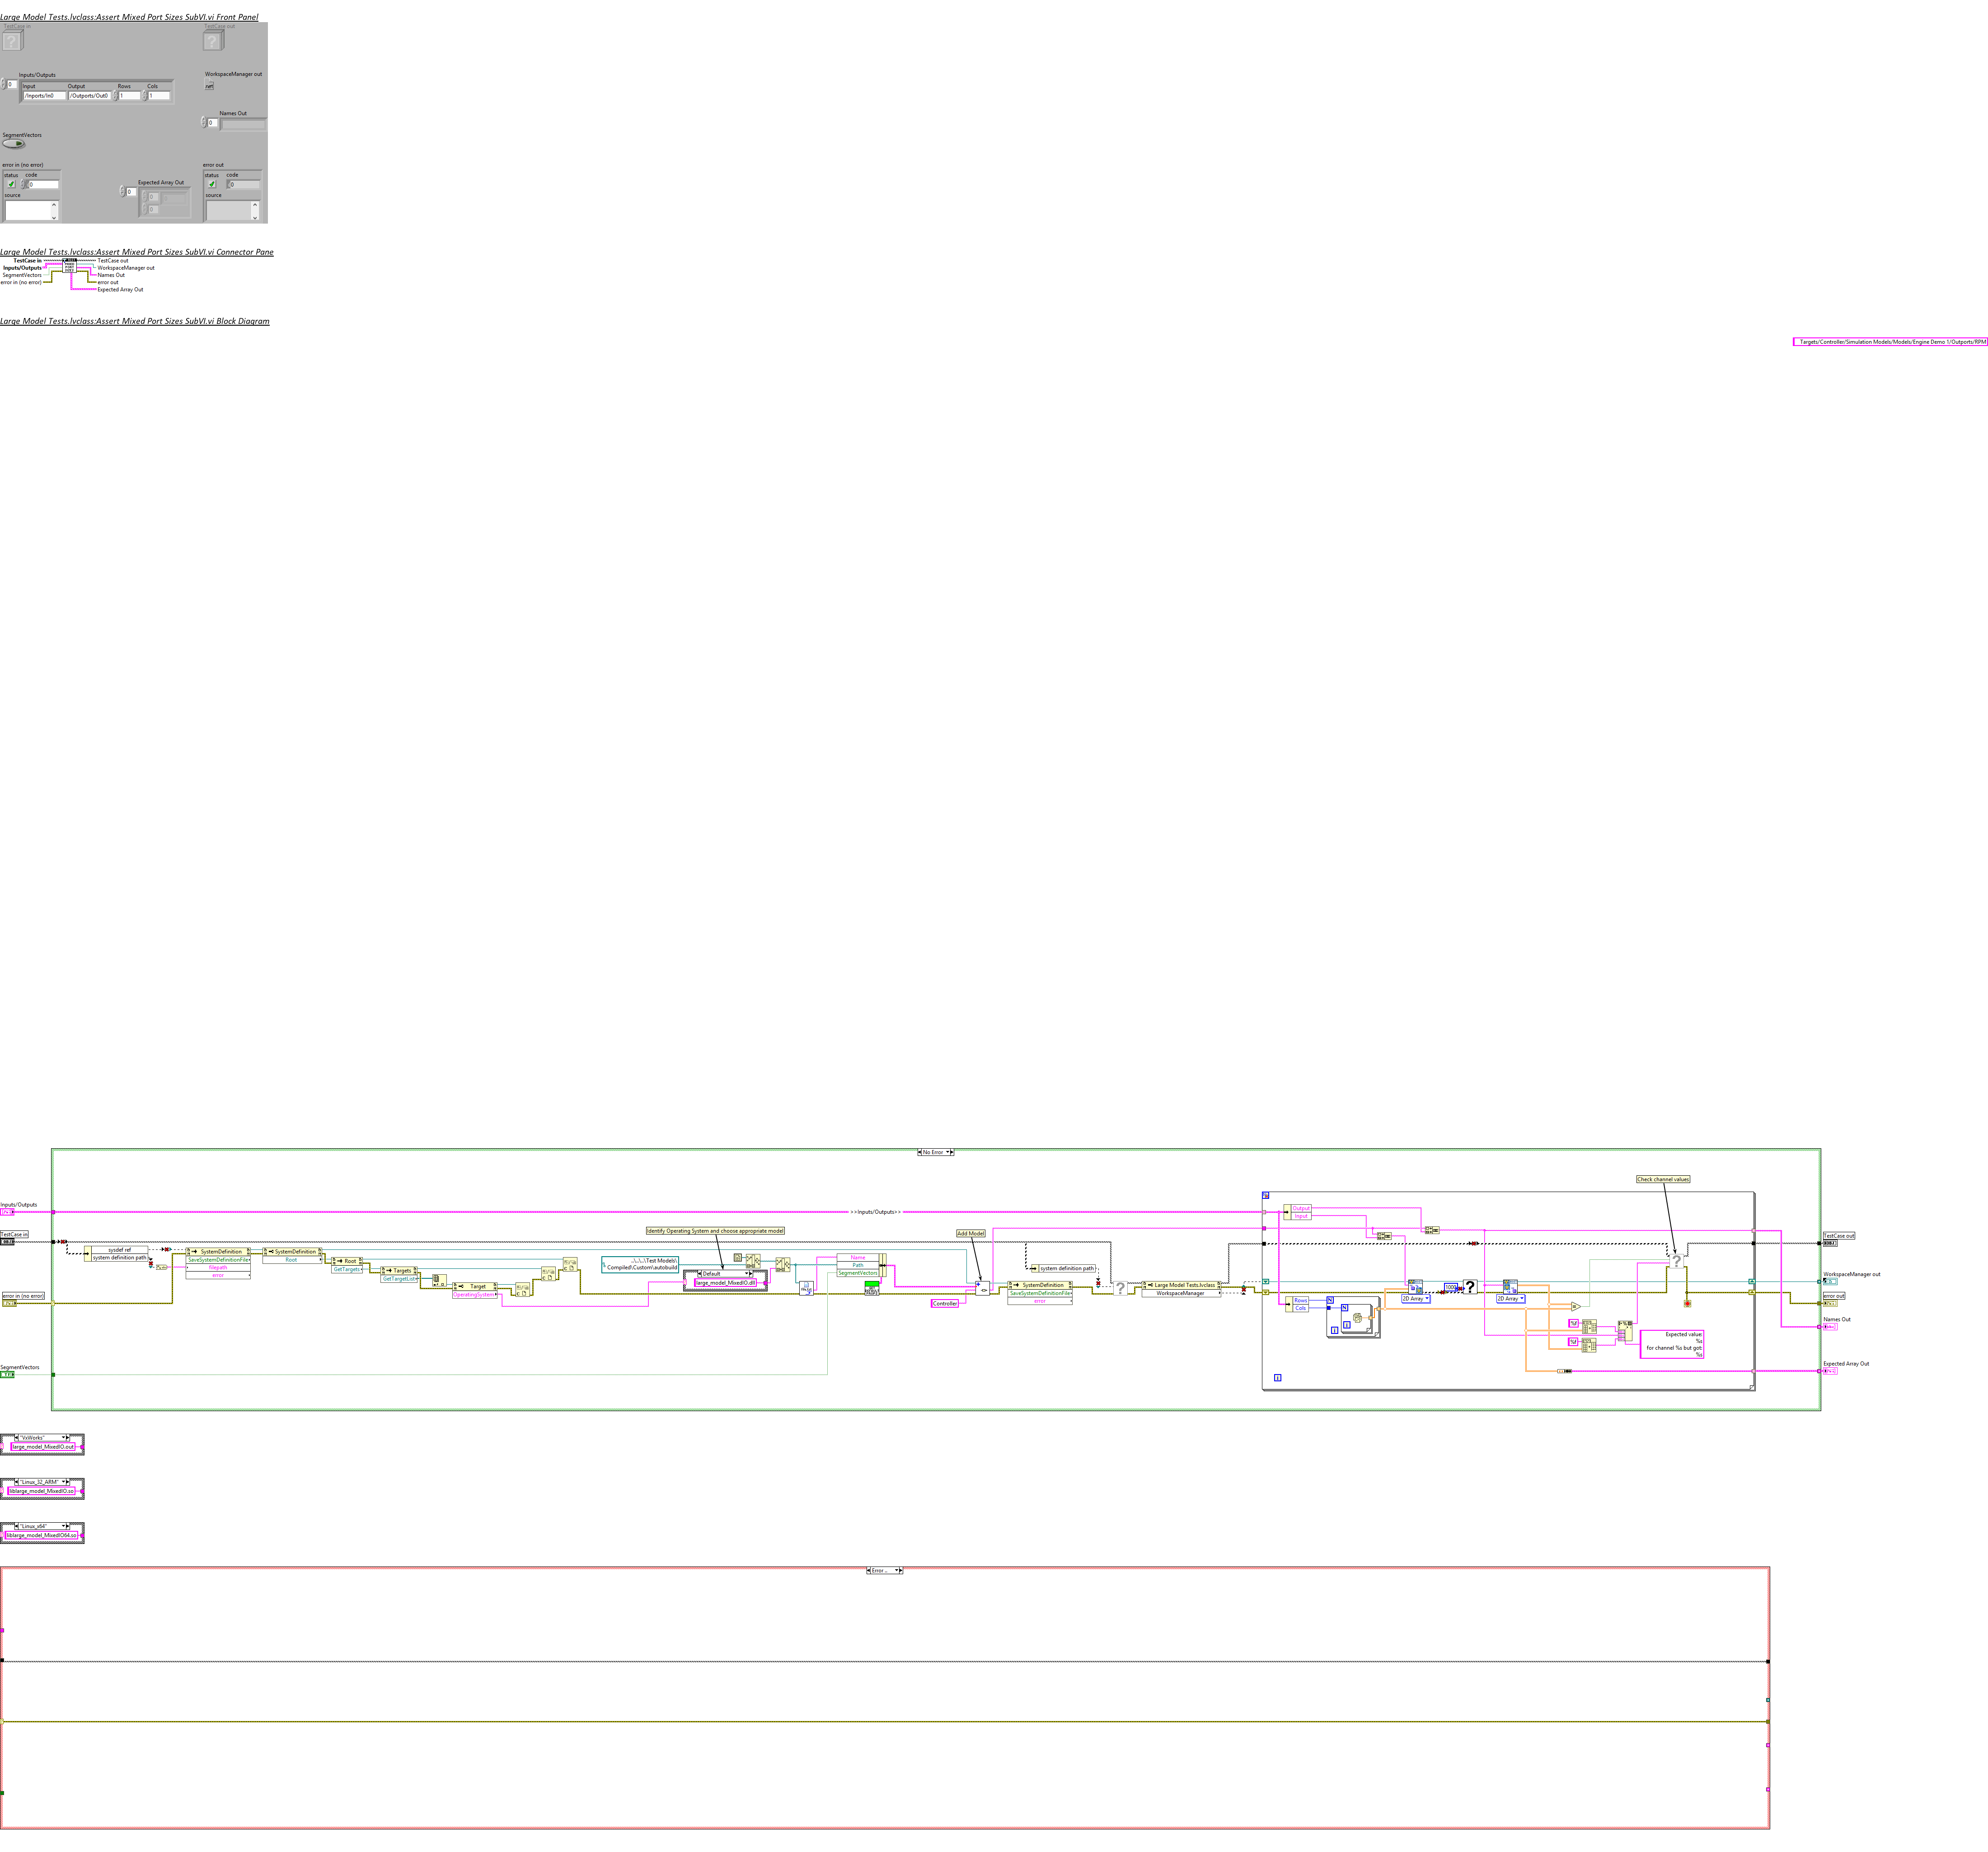 Large Model Tests.lvclass:Assert Mixed Port Sizes SubVI.vi Front Panel
TestCase in
TestCase out
Inputs/Outputs
0
Input
Output
Rows
Cols
/Inports/In0
/Outports/Out0
1
1
WorkspaceManager out
Names Out
0
SegmentVectors
error in (no error)
status
code
0
source
Expected Array Out
0
0
0
error out
status
code
0
source
Large Model Tests.lvclass:Assert Mixed Port Sizes SubVI.vi Connector Pane
TestCase in
Inputs/Outputs
SegmentVectors
error in (no error)
TestCase out
WorkspaceManager out
Names Out
error out
Expected Array Out
Large Model Tests.lvclass:Assert Mixed Port Sizes SubVI.vi Block Diagram
Targets/Controller/Simulation Models/Models/Engine Demo 1/Outports/RPM
No Error
Check channel values
Inputs/Outputs
>>Inputs/Outputs>>
Output
Input
TestCase in
Identify Operating System and choose appropriate model
Add Model
sysdef ref
system definition path
SystemDefinition
SaveSystemDefinitionFile
filepath
error
SystemDefinition
Root
Root
GetTargets
Targets
GetTargetList
Target
OperatingSystem
..\..\..\Test Models\
Compiled\Custom\autobuild
Default
large_model_MixedIO.dll
Name
Path
SegmentVectors
Controller
system definition path
SystemDefinition
SaveSystemDefinitionFile
error
Large Model Tests.lvclass
WorkspaceManager
Rows
Cols
2D Array
1000
2D Array
%f
%f
Expected value:
%s
for channel %s but got:
%s
TestCase out
WorkspaceManager out
error out
Names Out
Expected Array Out
error in (no error)
SegmentVectors
"VxWorks"
large_model_MixedIO.out
"Linux_32_ARM"
liblarge_model_MixedIO.so
"Linux_x64"
liblarge_model_MixedIO64.so
Error